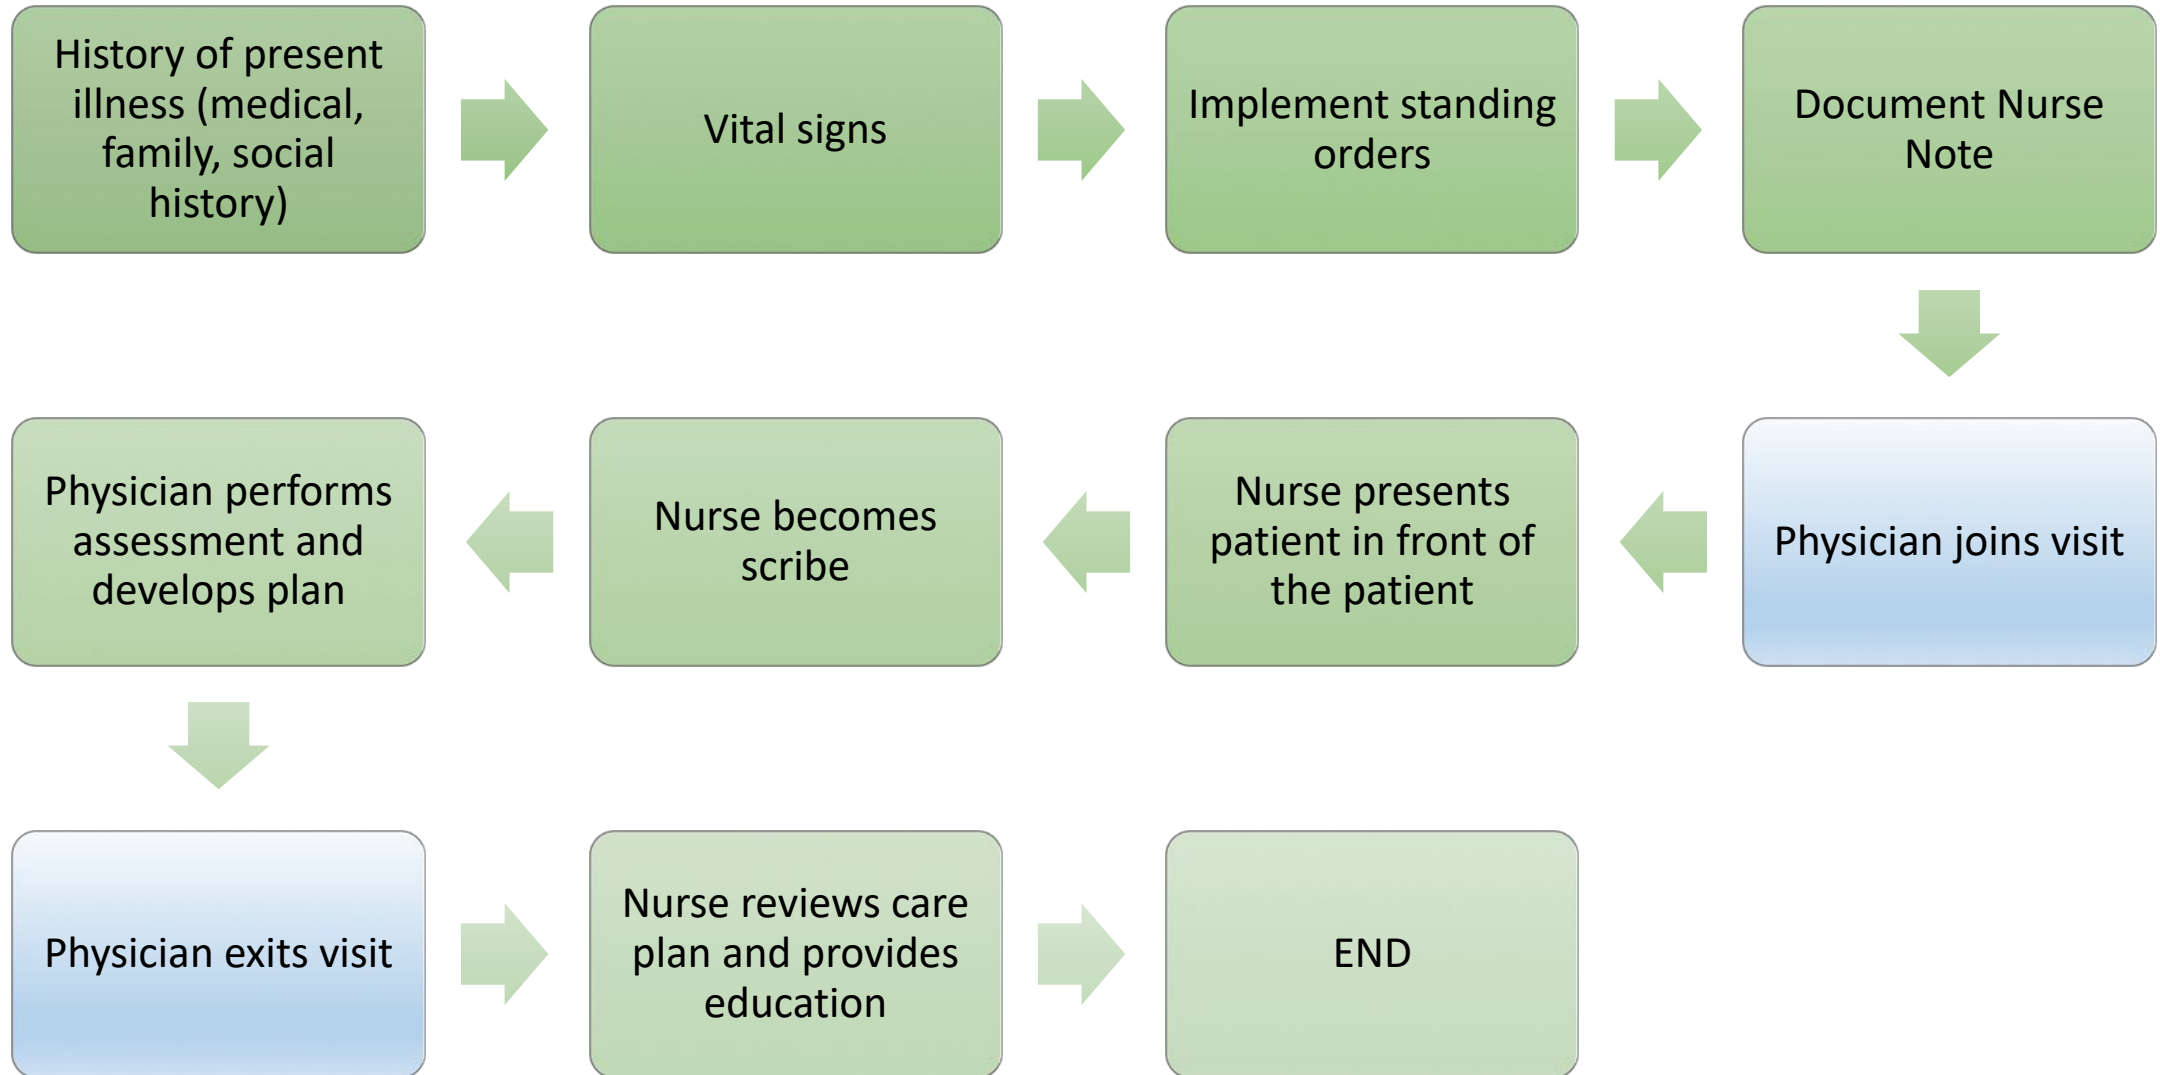 History of present
illness (medical,
family, social
history)
Vital signs
Implement standing
orders
Document Nurse
Note
Physician joins visit
Nurse presents
patient in front of
the patient
Nurse becomes
scribe
Physician performs
assessment and
develops plan
Physician exits visit
Nurse reviews care
plan and provides
education
END